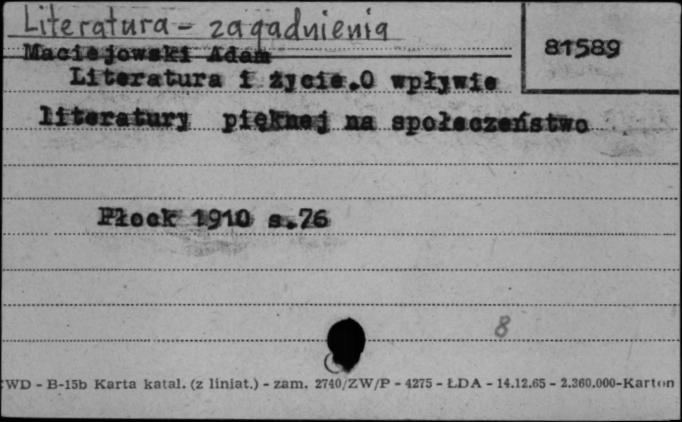 Literatura - zagadnienia
81589
Maciejowski Adam
Literatura i życie.O wpływie
literatury pięknej na społeczeństwo
Płock 1910 s.76
8
WD - B-15b Karta katal. (z liniat.) - zam. 2740/ZW/P - 4275 - ŁDA - 14.12.65 - 2.360.000-Karton